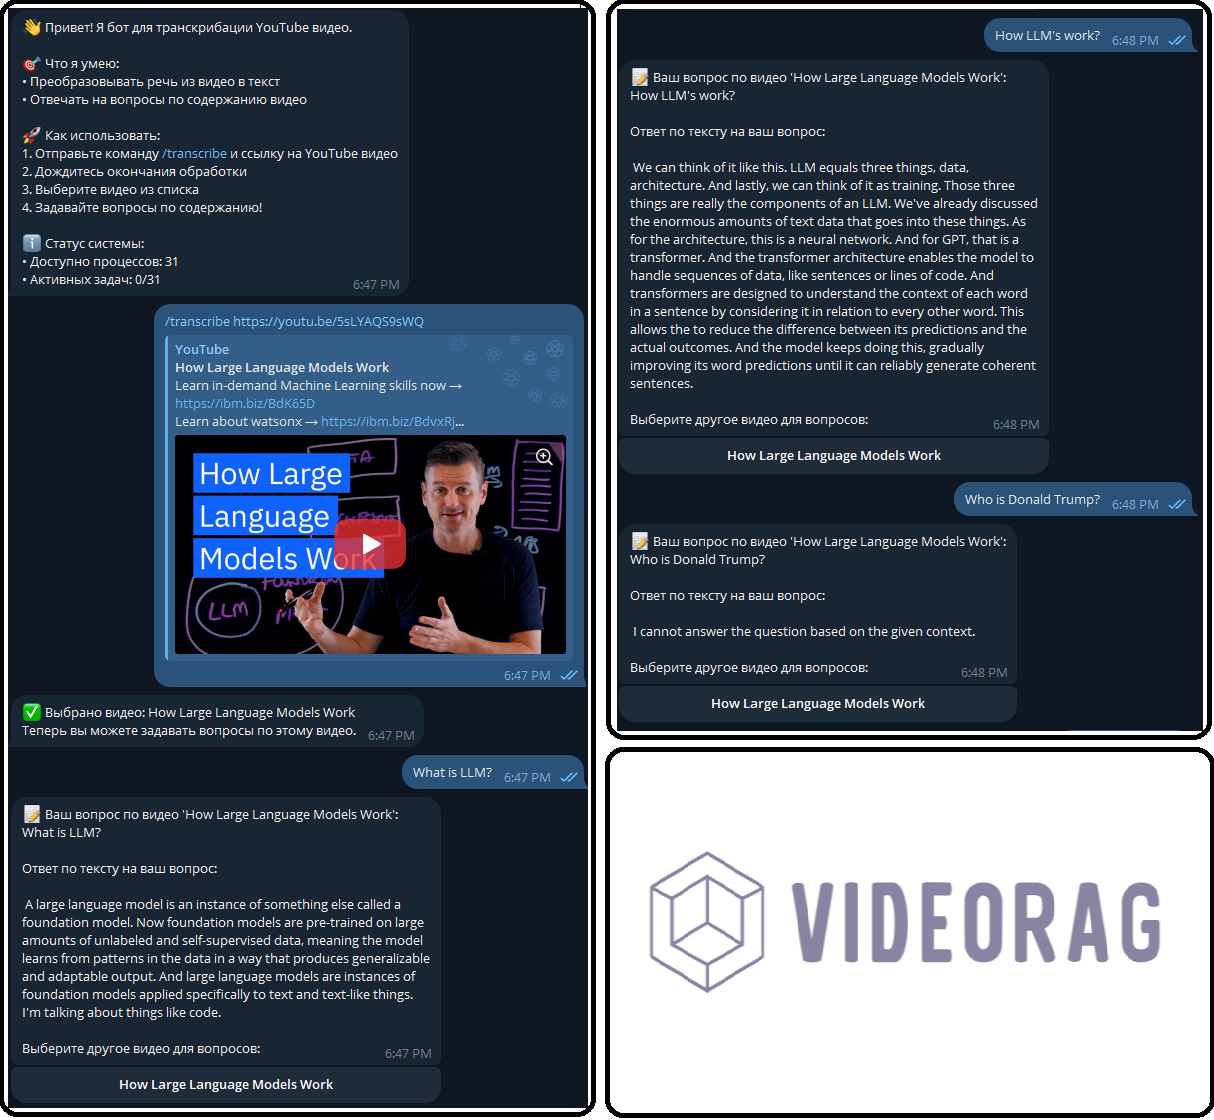 👋 Привет! Я бот для транскрибации YouTube видео.
🎯 Что я умею:
• Преобразовывать речь из видео в текст
• Отвечать на вопросы по содержанию видео
🚀 Как использовать:
1. Отправьте команду /transcribe и ссылку на YouTube видео
2. Дождитесь окончания обработки
3. Выберите видео из списка
4. Задавайте вопросы по содержанию!
ℹ️ Статус системы:
• Доступно процессов: 31
• Активных задач: 0/31
6:47 PM
/transcribe https://youtu.be/5sLYAQS9sWQ
YouTube
How Large Language Models Work
Learn in-demand Machine Learning skills now →
https://ibm.biz/BdK65D
Learn about watsonx → https://ibm.biz/BdvxRj...
How Large
Language
Models Work
LLM
6:47 PM
✅ Выбрано видео: How Large Language Models Work
Теперь вы можете задавать вопросы по этому видео. 6:47 PM
What is LLM? 6:47 PM
📝 Ваш вопрос по видео 'How Large Language Models Work':
What is LLM?
Ответ по тексту на ваш вопрос:
A large language model is an instance of something else called a
foundation model. Now foundation models are pre-trained on large
amounts of unlabeled and self-supervised data, meaning the model
learns from patterns in the data in a way that produces generalizable
and adaptable output. And large language models are instances of
foundation models applied specifically to text and text-like things.
I'm talking about things like code.
Выберите другое видео для вопросов:
6:47 PM
How Large Language Models Work
How LLM's work? 6:48 PM
📝 Ваш вопрос по видео 'How Large Language Models Work':
How LLM's work?
Ответ по тексту на ваш вопрос:
We can think of it like this. LLM equals three things, data,
architecture. And lastly, we can think of it as training. Those three
things are really the components of an LLM. We've already discussed
the enormous amounts of text data that goes into these things. As
for the architecture, this is a neural network. And for GPT, that is a
transformer. And the transformer architecture enables the model to
handle sequences of data, like sentences or lines of code. And
transformers are designed to understand the context of each word
in a sentence by considering it in relation to every other word. This
allows the to reduce the difference between its predictions and the
actual outcomes. And the model keeps doing this, gradually
improving its word predictions until it can reliably generate coherent
sentences.
Выберите другое видео для вопросов:
6:48 PM
How Large Language Models Work
Who is Donald Trump? 6:48 PM
📝 Ваш вопрос по видео 'How Large Language Models Work':
Who is Donald Trump?
Ответ по тексту на ваш вопрос:
I cannot answer the question based on the given context.
Выберите другое видео для вопросов:
6:48 PM
How Large Language Models Work
VIDEORAG